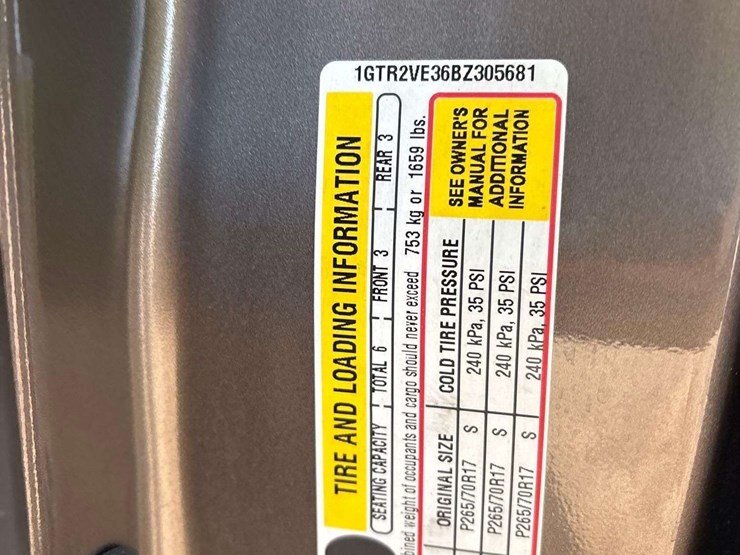 1GTR2VE36BZ305681
TIRE AND LOADING INFORMATION
SEATING CAPACITY TOTAL 6 FRONT 3 REAR 3
weight of occupants and cargo should never exceed 753 kg or 1659 lbs.
ORIGINAL SIZE COLD TIRE PRESSURE
P265/70R17 S 240 kPa, 35 PSI
P265/70R17 S 240 kPa, 35 PSI
P265/70R17 S 240 kPa, 35 PSI
SEE OWNER'S
MANUAL FOR
ADDITIONAL
INFORMATION